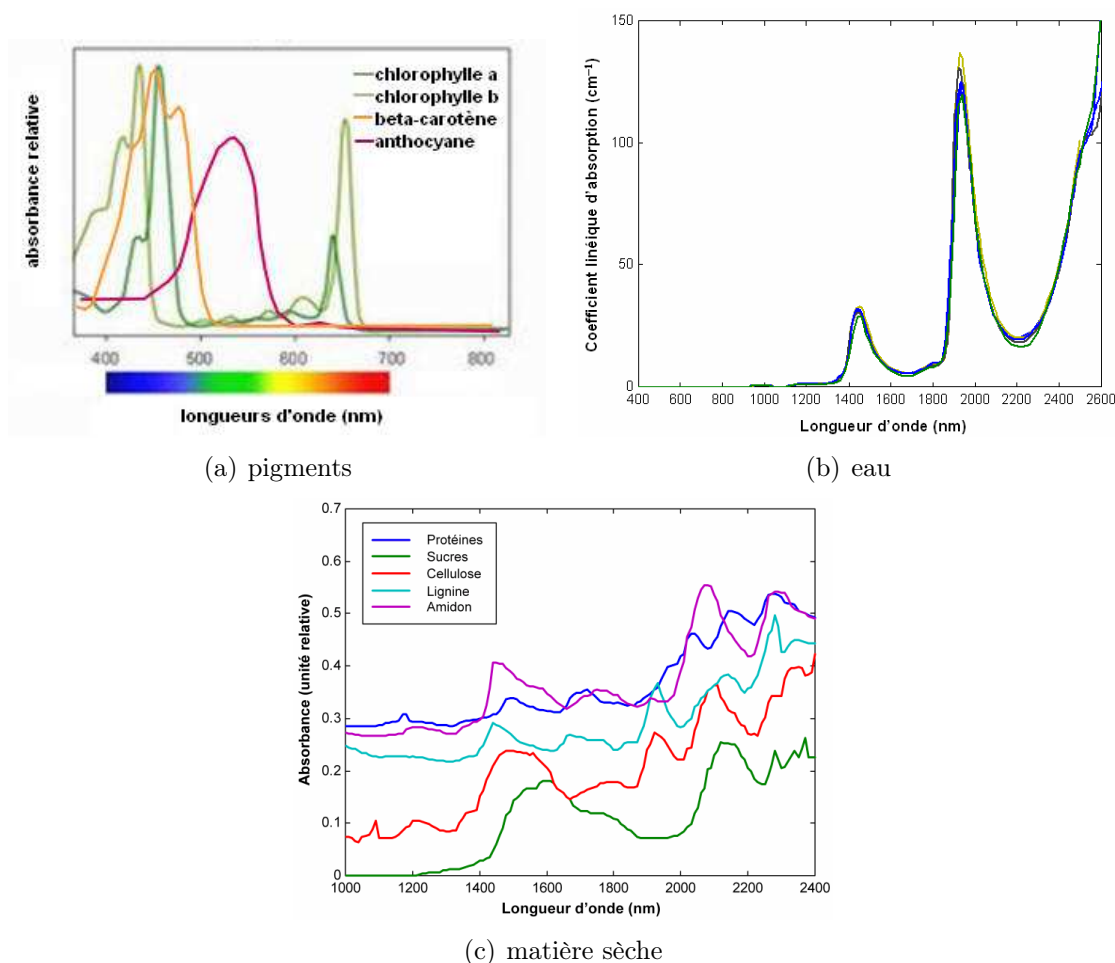 absorbance relative
chlorophylle a
chlorophylle b
beta-carotène
anthocyane
400 500 600 700 800
longueurs d'onde (nm)
(a) pigments
Coefficient linéique d'absorption (cm⁻¹)
150
100
50
0
400 600 800 1000 1200 1400 1600 1800 2000 2200 2400 2600
Longueur d'onde (nm)
(b) eau
Absorbance (unité relative)
0.7
0.6
0.5
0.4
0.3
0.2
0.1
0
Protéines
Sucres
Cellulose
Lignine
Amidon
1000 1200 1400 1600 1800 2000 2200 2400
Longueur d'onde (nm)
(c) matière sèche